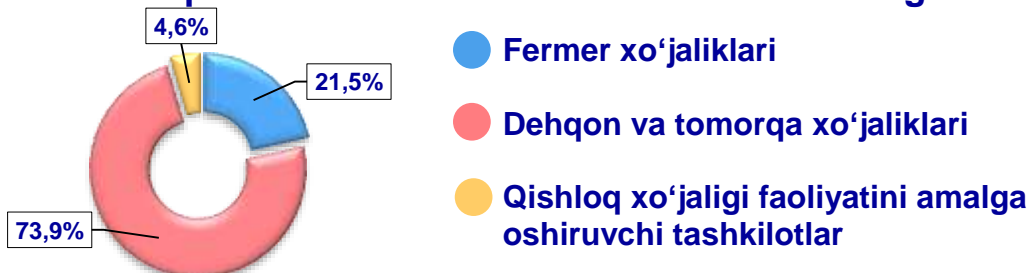 4,6%
21,5%
73,9%
Fermer xo‘jaliklari
Dehqon va tomorqa xo‘jaliklari
Qishloq xo‘jaligi faoliyatini amalga
oshiruvchi tashkilotlar